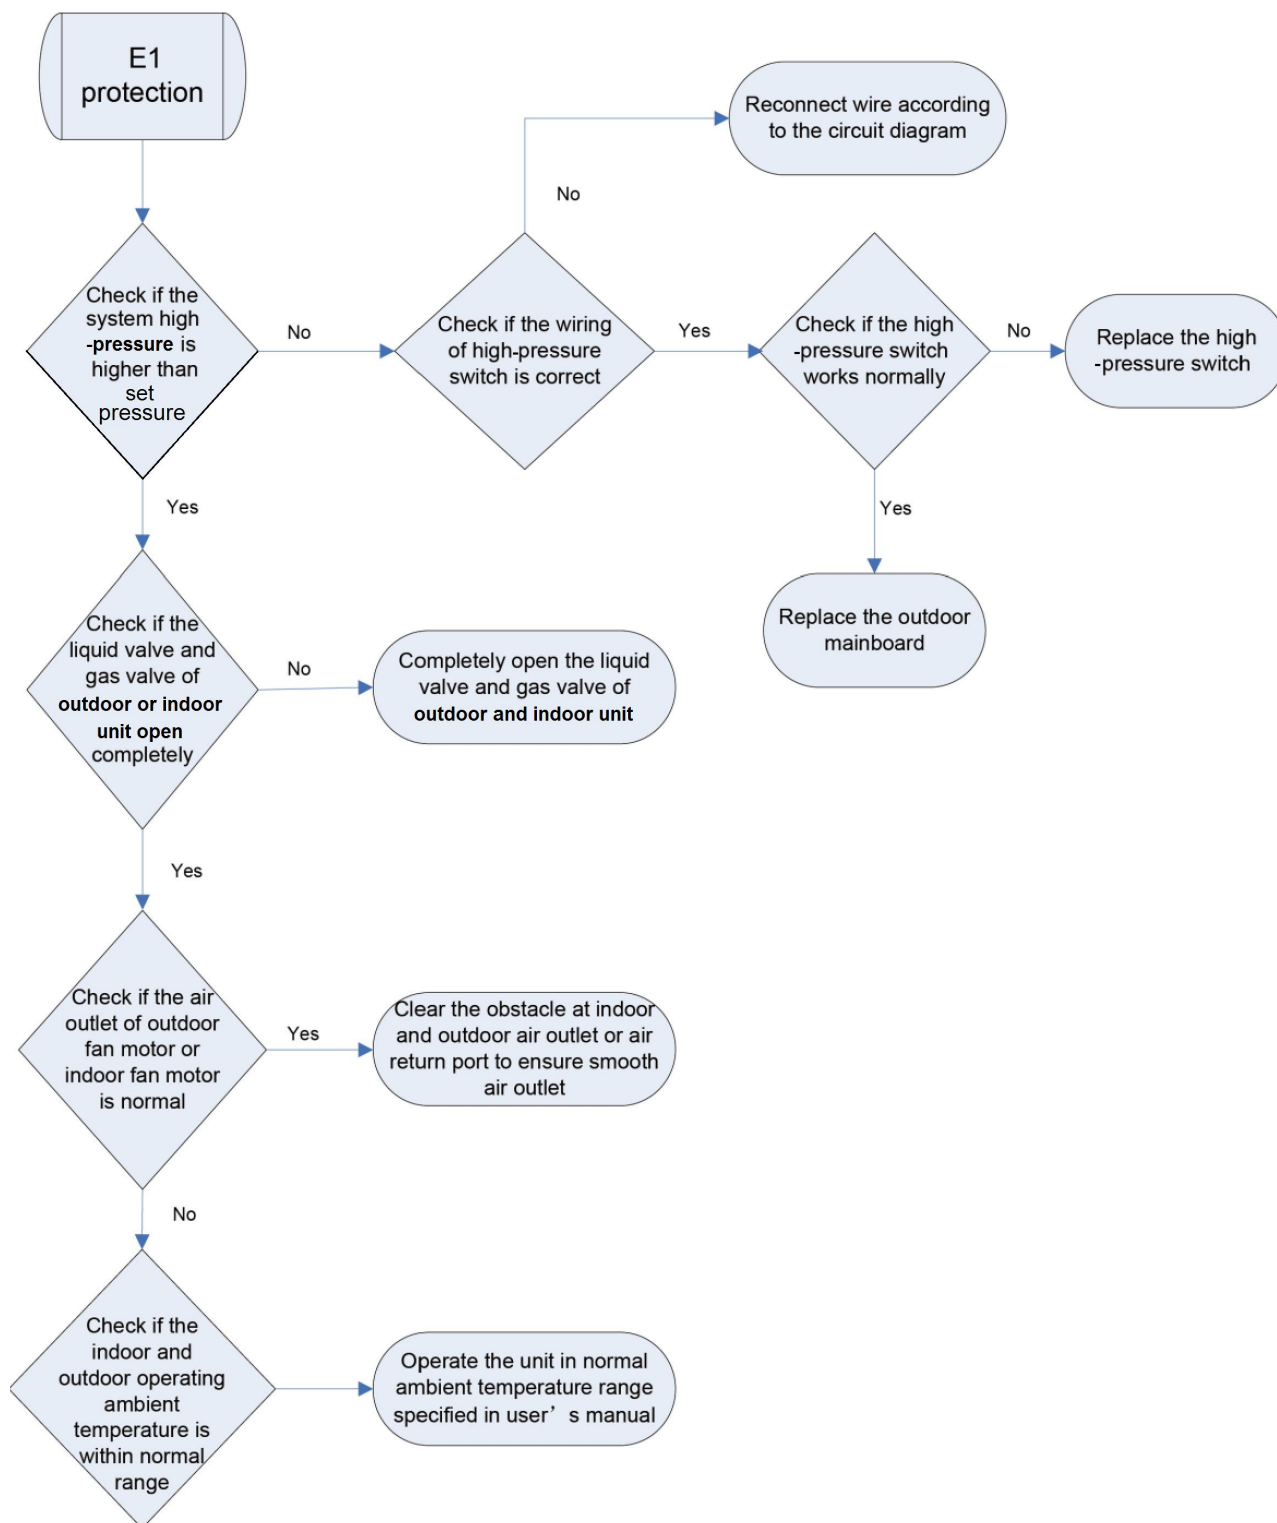 E1
protection
Reconnect wire according
to the circuit diagram
No
Check if the
system high
-pressure is
higher than
set
pressure
No
Check if the wiring
of high-pressure
switch is correct
Yes
Check if the high
-pressure switch
works normally
No
Replace the high
-pressure switch
Yes
Yes
Replace the outdoor
mainboard
Check if the
liquid valve and
gas valve of
outdoor or indoor
unit open
completely
No
Completely open the liquid
valve and gas valve of
outdoor and indoor unit
Yes
Check if the air
outlet of outdoor
fan motor or
indoor fan motor
is normal
Yes
Clear the obstacle at indoor
and outdoor air outlet or air
return port to ensure smooth
air outlet
No
Check if the
indoor and
outdoor operating
ambient
temperature is
within normal
range
Operate the unit in normal
ambient temperature range
specified in user’ s manual